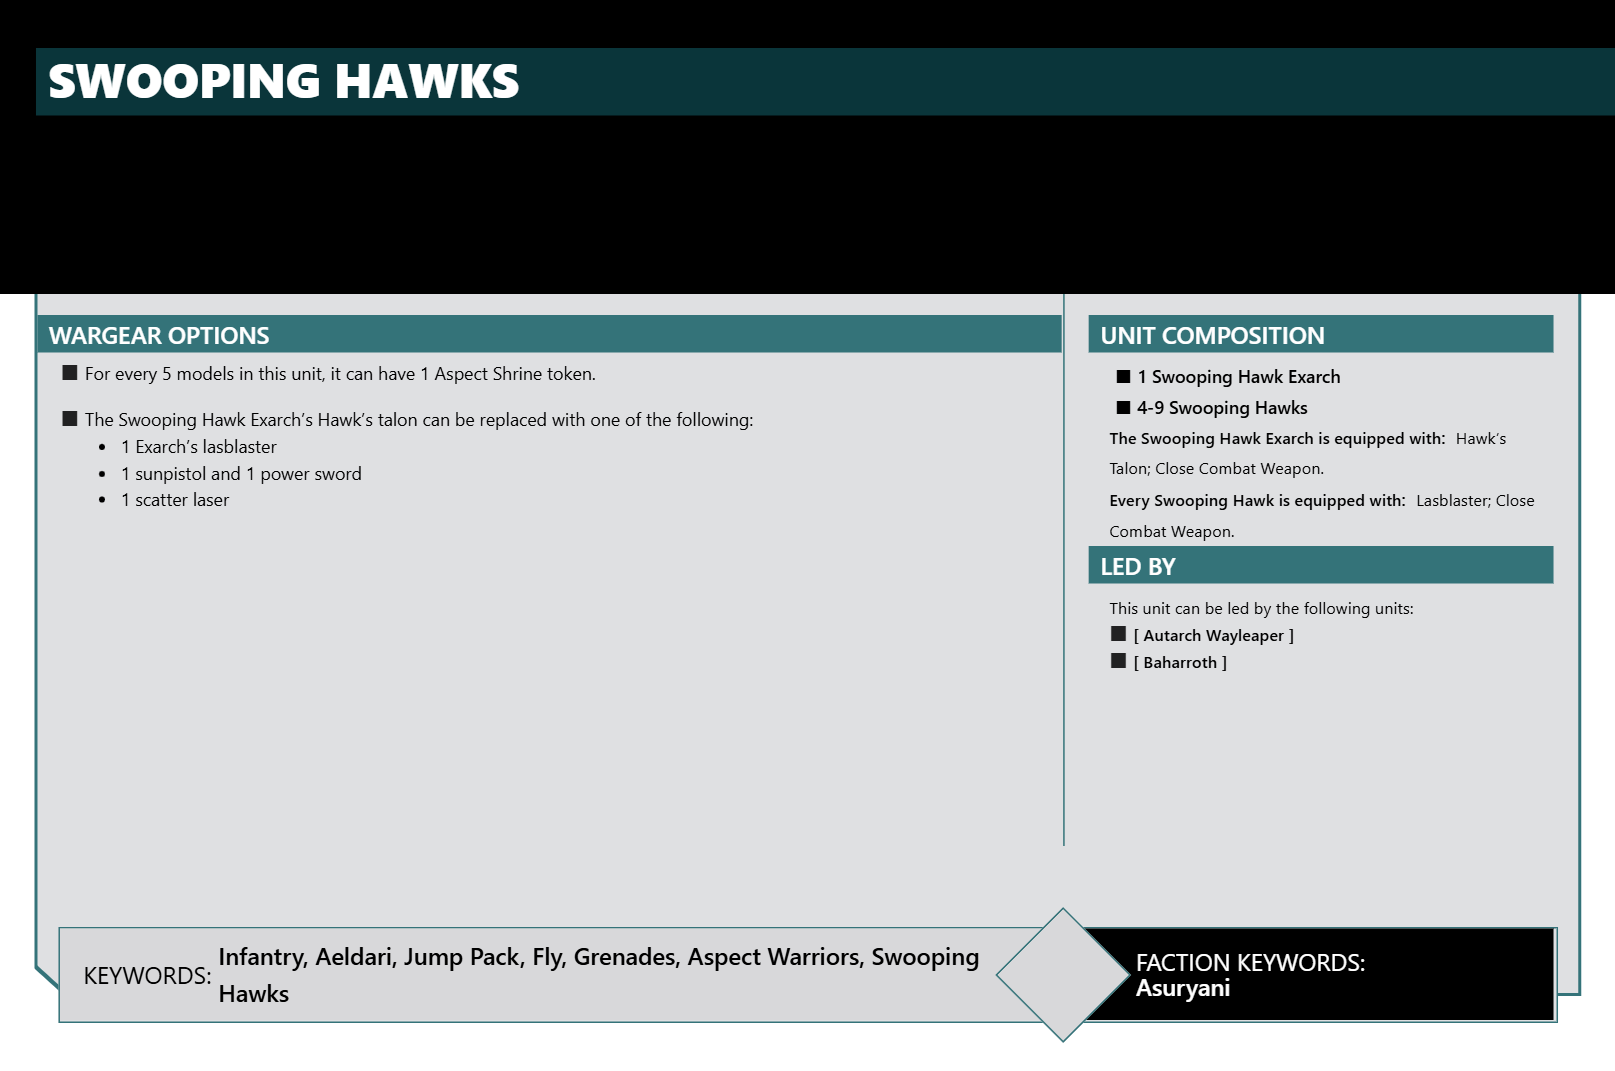 SWOOPING HAWKS
WARGEAR OPTIONS
■ For every 5 models in this unit, it can have 1 Aspect Shrine token.
■ The Swooping Hawk Exarch’s Hawk’s talon can be replaced with one of the following:
• 1 Exarch’s lasblaster
• 1 sunpistol and 1 power sword
• 1 scatter laser
UNIT COMPOSITION
■ 1 Swooping Hawk Exarch
■ 4-9 Swooping Hawks
The Swooping Hawk Exarch is equipped with: Hawk’s
Talon; Close Combat Weapon.
Every Swooping Hawk is equipped with: Lasblaster; Close
Combat Weapon.
LED BY
This unit can be led by the following units:
■ [ Autarch Wayleaper ]
■ [ Baharroth ]
KEYWORDS: Infantry, Aeldari, Jump Pack, Fly, Grenades, Aspect Warriors, Swooping
Hawks
FACTION KEYWORDS:
Asuryani